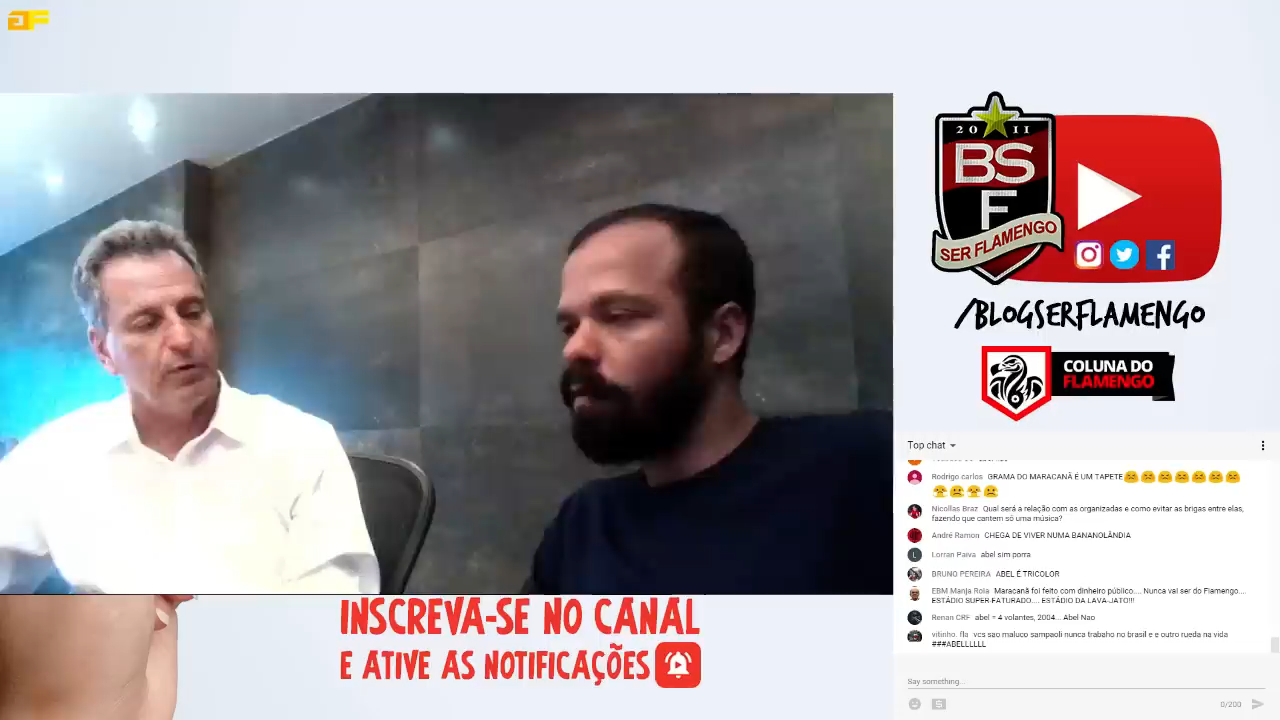 GF
2011
BS
F
SER FLAMENGO
/BLOGSERFLAMENGO
COLUNA DO
FLAMENGO
Top chat
Rodrigo carlos GRAMA DO MARACANÃ É UM TAPETE
Nicollas Braz Qual será a relação com as organizadas e como evitar as brigas entre elas,
fazendo que cantem só uma música?
André Ramon CHEGA DE VIVER NUMA BANANOLÂNDIA
L Lorran Paiva abel sim porra
BRUNO PEREIRA ABEL É TRICOLOR
EBM Manja Rola Maracanã foi feito com dinheiro público.... Nunca vai ser do Flamengo....
ESTÁDIO SUPER-FATURADO.... ESTÁDIO DA LAVA-JATO!!!
Renan CRF abel = 4 volantes, 2004... Abel Nao
vitinho. fla vcs sao maluco sampaoli nunca trabaho no brasil e e outro rueda na vida
###ABELLLLLL
Say something...
0/200
INSCREVA-SE NO CANAL
E ATIVE AS NOTIFICAÇÕES